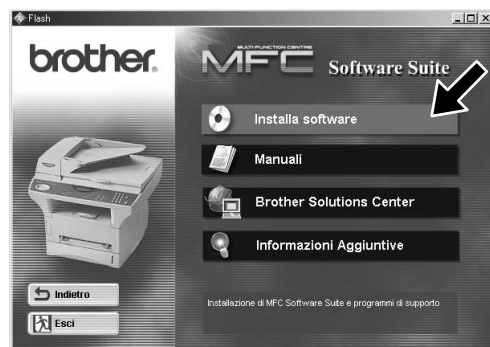 Flash
brother.
MULTI-FUNCTION CENTRE
MFC Software Suite
Installa software
Manuali
Brother Solutions Center
Informazioni Aggiuntive
Indietro
Esci
Installazione di MFC Software Suite e programmi di supporto